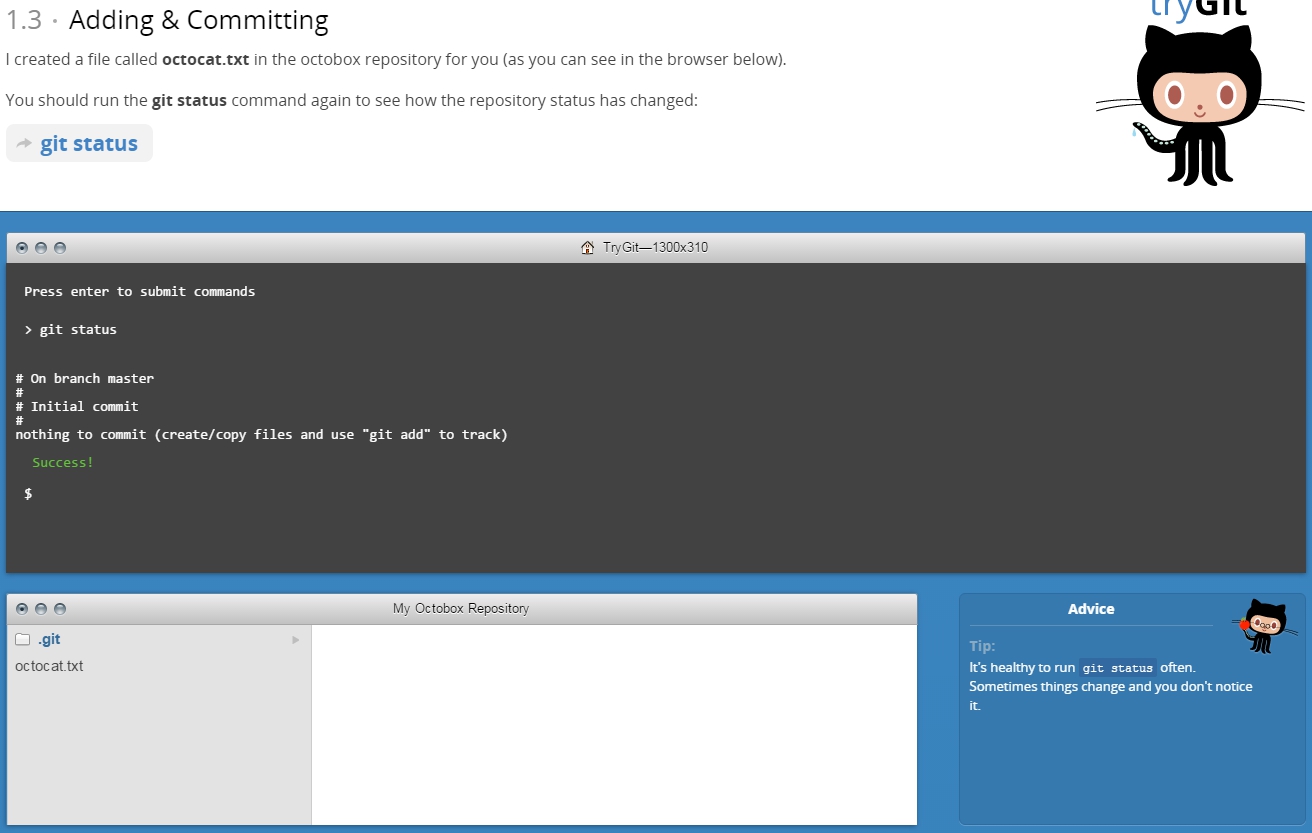 tryGit
1.3 · Adding & Committing
I created a file called octocat.txt in the octobox repository for you (as you can see in the browser below).
You should run the git status command again to see how the repository status has changed:
git status
TryGit—1300x310
Press enter to submit commands
> git status
# On branch master
#
# Initial commit
#
nothing to commit (create/copy files and use "git add" to track)
Success!
$
My Octobox Repository
.git
octocat.txt
Advice
Tip:
It's healthy to run git status often.
Sometimes things change and you don't notice
it.